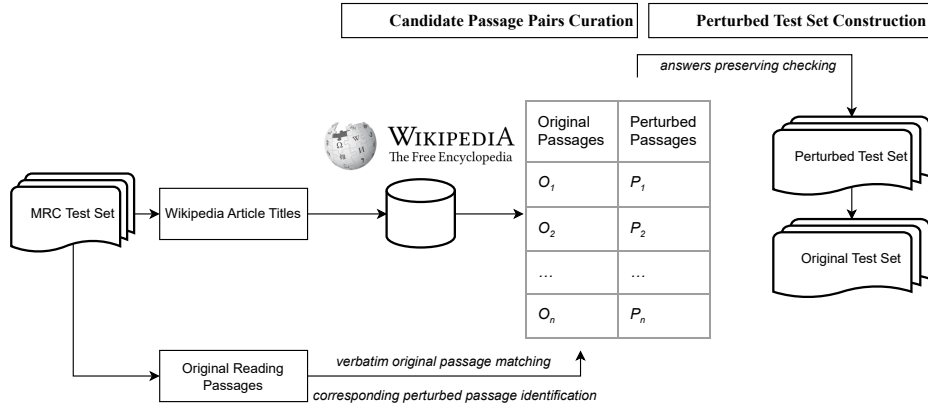 Candidate Passage Pairs Curation
Perturbed Test Set Construction
answers preserving checking
WIKIPEDIA
The Free Encyclopedia
Original
Passages
Perturbed
Passages
Perturbed Test Set
MRC Test Set
Wikipedia Article Titles
O1
P1
O2
P2
Original Test Set
...
...
On
Pn
Original Reading
Passages
verbatim original passage matching
corresponding perturbed passage identification